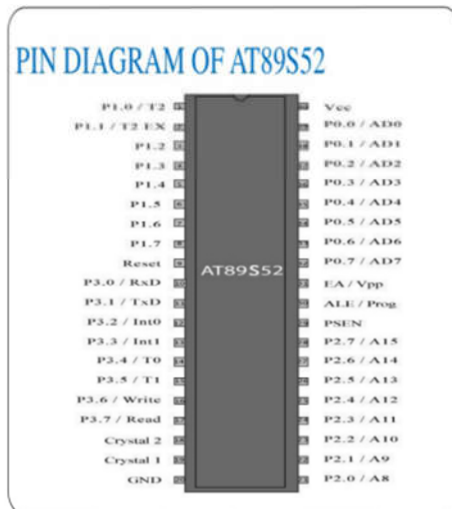 PIN DIAGRAM OF AT89S52
P1.0 / T2
P1.1 / T2 EX
P1.2
P1.3
P1.4
P1.5
P1.6
P1.7
Reset
P3.0 / RxD
P3.1 / TxD
P3.2 / Int0
P3.3 / Int1
P3.4 / T0
P3.5 / T1
P3.6 / Write
P3.7 / Read
Crystal 2
Crystal 1
GND
AT89S52
Vcc
P0.0 / AD0
P0.1 / AD1
P0.2 / AD2
P0.3 / AD3
P0.4 / AD4
P0.5 / AD5
P0.6 / AD6
P0.7 / AD7
EA / Vpp
ALE / Prog
PSEN
P2.7 / A15
P2.6 / A14
P2.5 / A13
P2.4 / A12
P2.3 / A11
P2.2 / A10
P2.1 / A9
P2.0 / A8